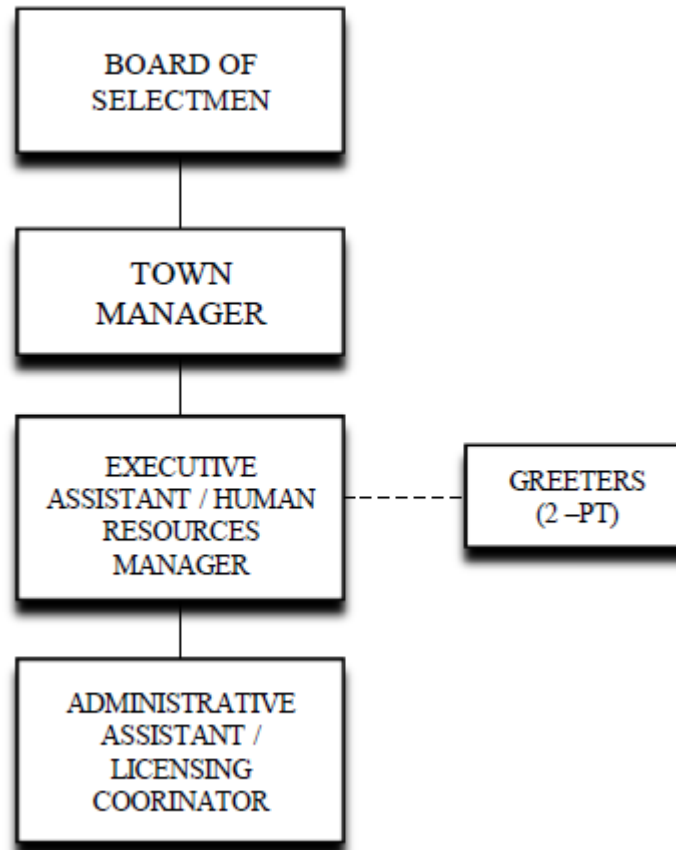 BOARD OF
SELECTMEN
TOWN
MANAGER
EXECUTIVE
ASSISTANT / HUMAN
RESOURCES
MANAGER
GREETERS
(2 –PT)
ADMINISTRATIVE
ASSISTANT /
LICENSING
COORINATOR